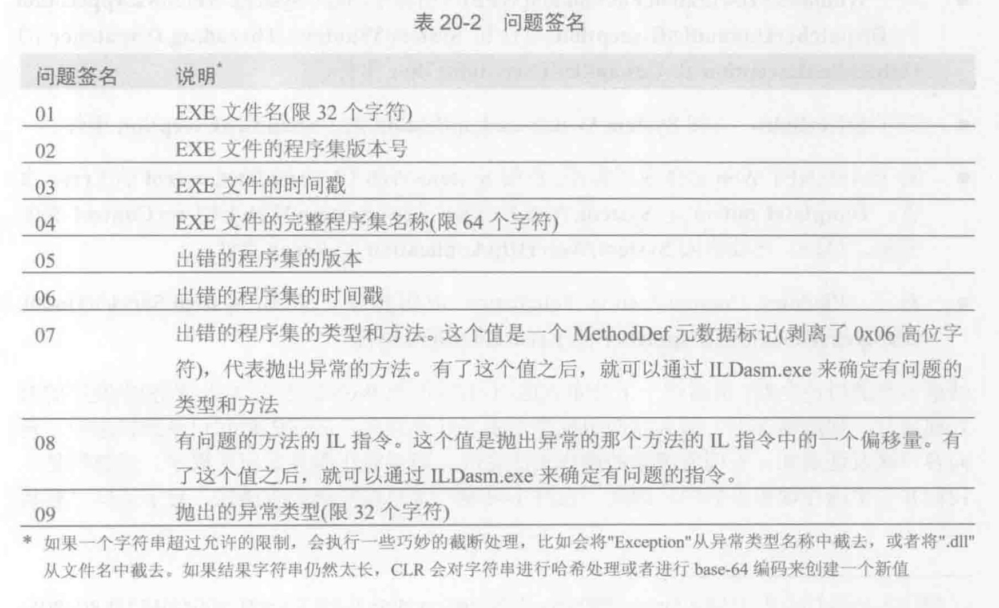 表 20-2 问题签名
问题签名 说明*
01 EXE 文件名(限 32 个字符)
02 EXE 文件的程序集版本号
03 EXE 文件的时间戳
04 EXE 文件的完整程序集名称(限 64 个字符)
05 出错的程序集的版本
06 出错的程序集的时间戳
07 出错的程序集的类型和方法。这个值是一个 MethodDef 元数据标记(剥离了 0x06 高位字
符)，代表抛出异常的方法。有了这个值之后，就可以通过 ILDasm.exe 来确定有问题的
类型和方法
08 有问题的方法的 IL 指令。这个值是抛出异常的那个方法的 IL 指令中的一个偏移量。有
了这个值之后，就可以通过 ILDasm.exe 来确定有问题的指令。
09 抛出的异常类型(限 32 个字符)
* 如果一个字符串超过允许的限制，会执行一些巧妙的截断处理，比如会将"Exception"从异常类型名称中截去，或者将".dll"
从文件名中截去。如果结果字符串仍然太长，CLR 会对字符串进行哈希处理或者进行 base-64 编码来创建一个新值